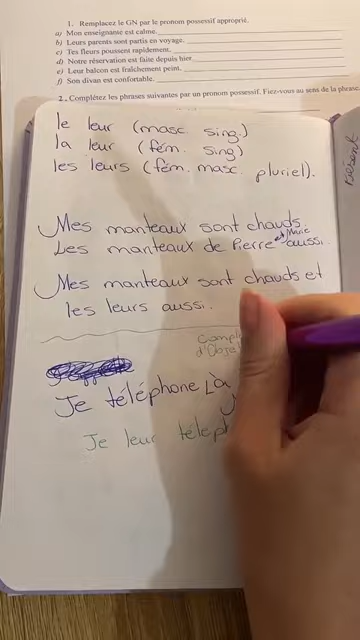 1. Remplacez le GN par le pronom possessif approprié.
a) Mon enseignante est calme.
b) Leurs parents sont partis en voyage.
c) Tes fleurs poussent rapidement.
d) Notre réservation est faite depuis hier.
e) Leur balcon est fraîchement peint.
f) Son divan est confortable.
2. Complétez les phrases suivantes par un pronom possessif. Fiez-vous au sens de la phrase.
le leur (masc. sing.)
la leur (fém. sing)
les leurs (fém. masc. pluriel).
Mes manteaux sont chauds.
Les manteaux de Pierre et Marie aussi.
Mes manteaux sont chauds et
les leurs aussi.
Je téléphone à
Je leur